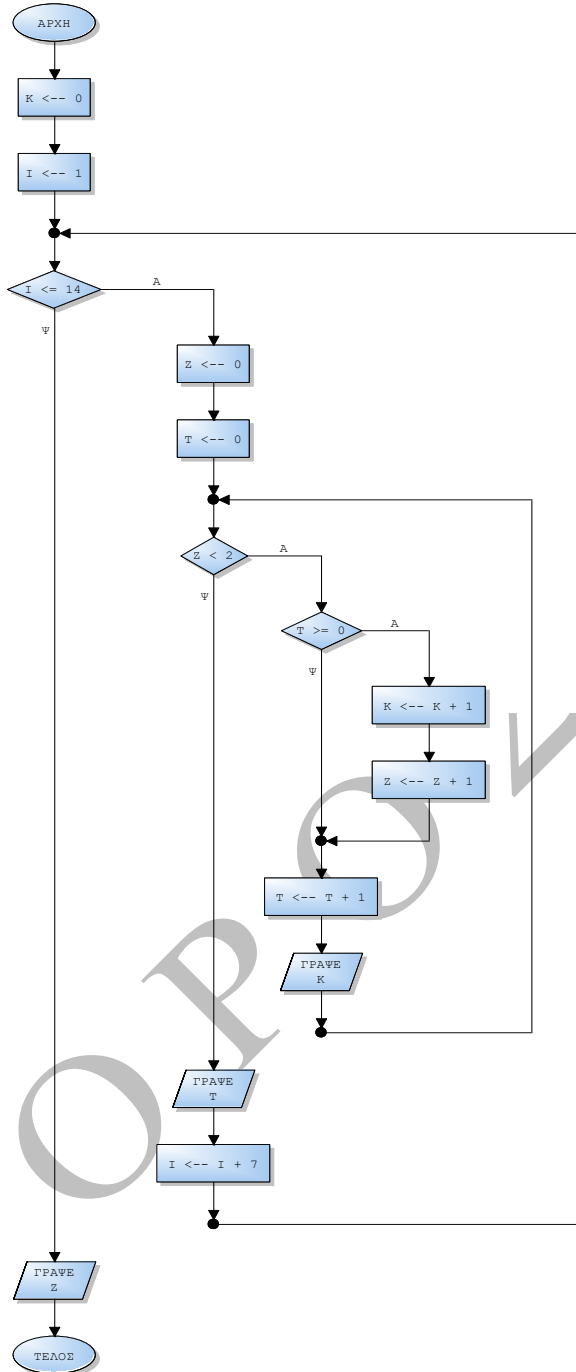 ΑΡΧΗ
K <-- 0
I <-- 1
I <= 14
Α
Ψ
Z <-- 0
T <-- 0
Z < 2
Α
Ψ
T >= 0
Α
Ψ
K <-- K + 1
Z <-- Z + 1
T <-- T + 1
ΓΡΑΨΕ
K
ΓΡΑΨΕ
T
I <-- I + 7
ΓΡΑΨΕ
Z
ΤΕΛΟΣ